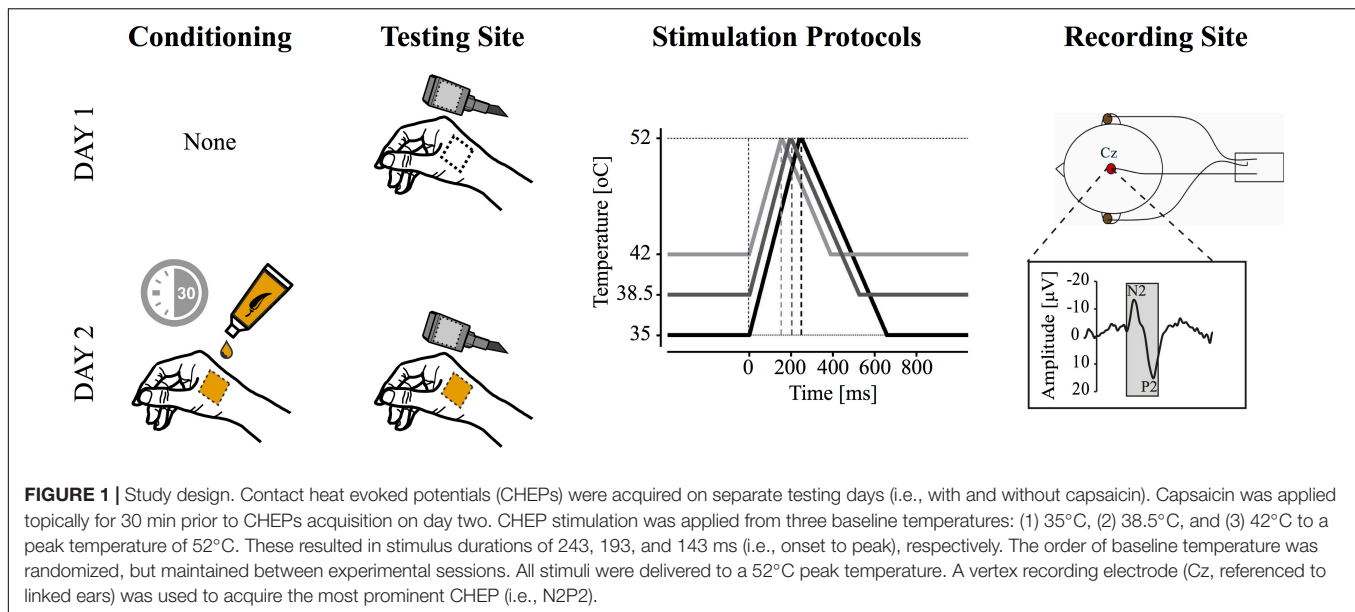 Conditioning
Testing Site
Stimulation Protocols
Recording Site
DAY 1
None
DAY 2
30
Temperature [oC]
52
42
38.5
35
0 200 400 600 800
Time [ms]
Cz
Amplitude [µV]
-20
-10
0
10
20
N2
P2
FIGURE 1 | Study design. Contact heat evoked potentials (CHEPs) were acquired on separate testing days (i.e., with and without capsaicin). Capsaicin was applied
topically for 30 min prior to CHEPs acquisition on day two. CHEP stimulation was applied from three baseline temperatures: (1) 35°C, (2) 38.5°C, and (3) 42°C to a
peak temperature of 52°C. These resulted in stimulus durations of 243, 193, and 143 ms (i.e., onset to peak), respectively. The order of baseline temperature was
randomized, but maintained between experimental sessions. All stimuli were delivered to a 52°C peak temperature. A vertex recording electrode (Cz, referenced to
linked ears) was used to acquire the most prominent CHEP (i.e., N2P2).